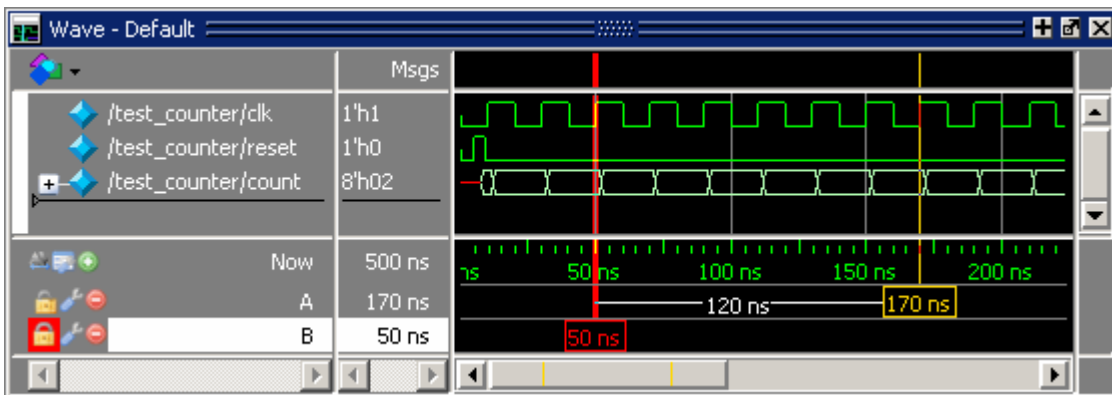 Wave - Default
Msgs
/test_counter/clk 1'h1
/test_counter/reset 1'h0
/test_counter/count 8'h02
Now 500 ns ns 50 ns 100 ns 150 ns 200 ns
A 170 ns 120 ns 170 ns
B 50 ns 50 ns